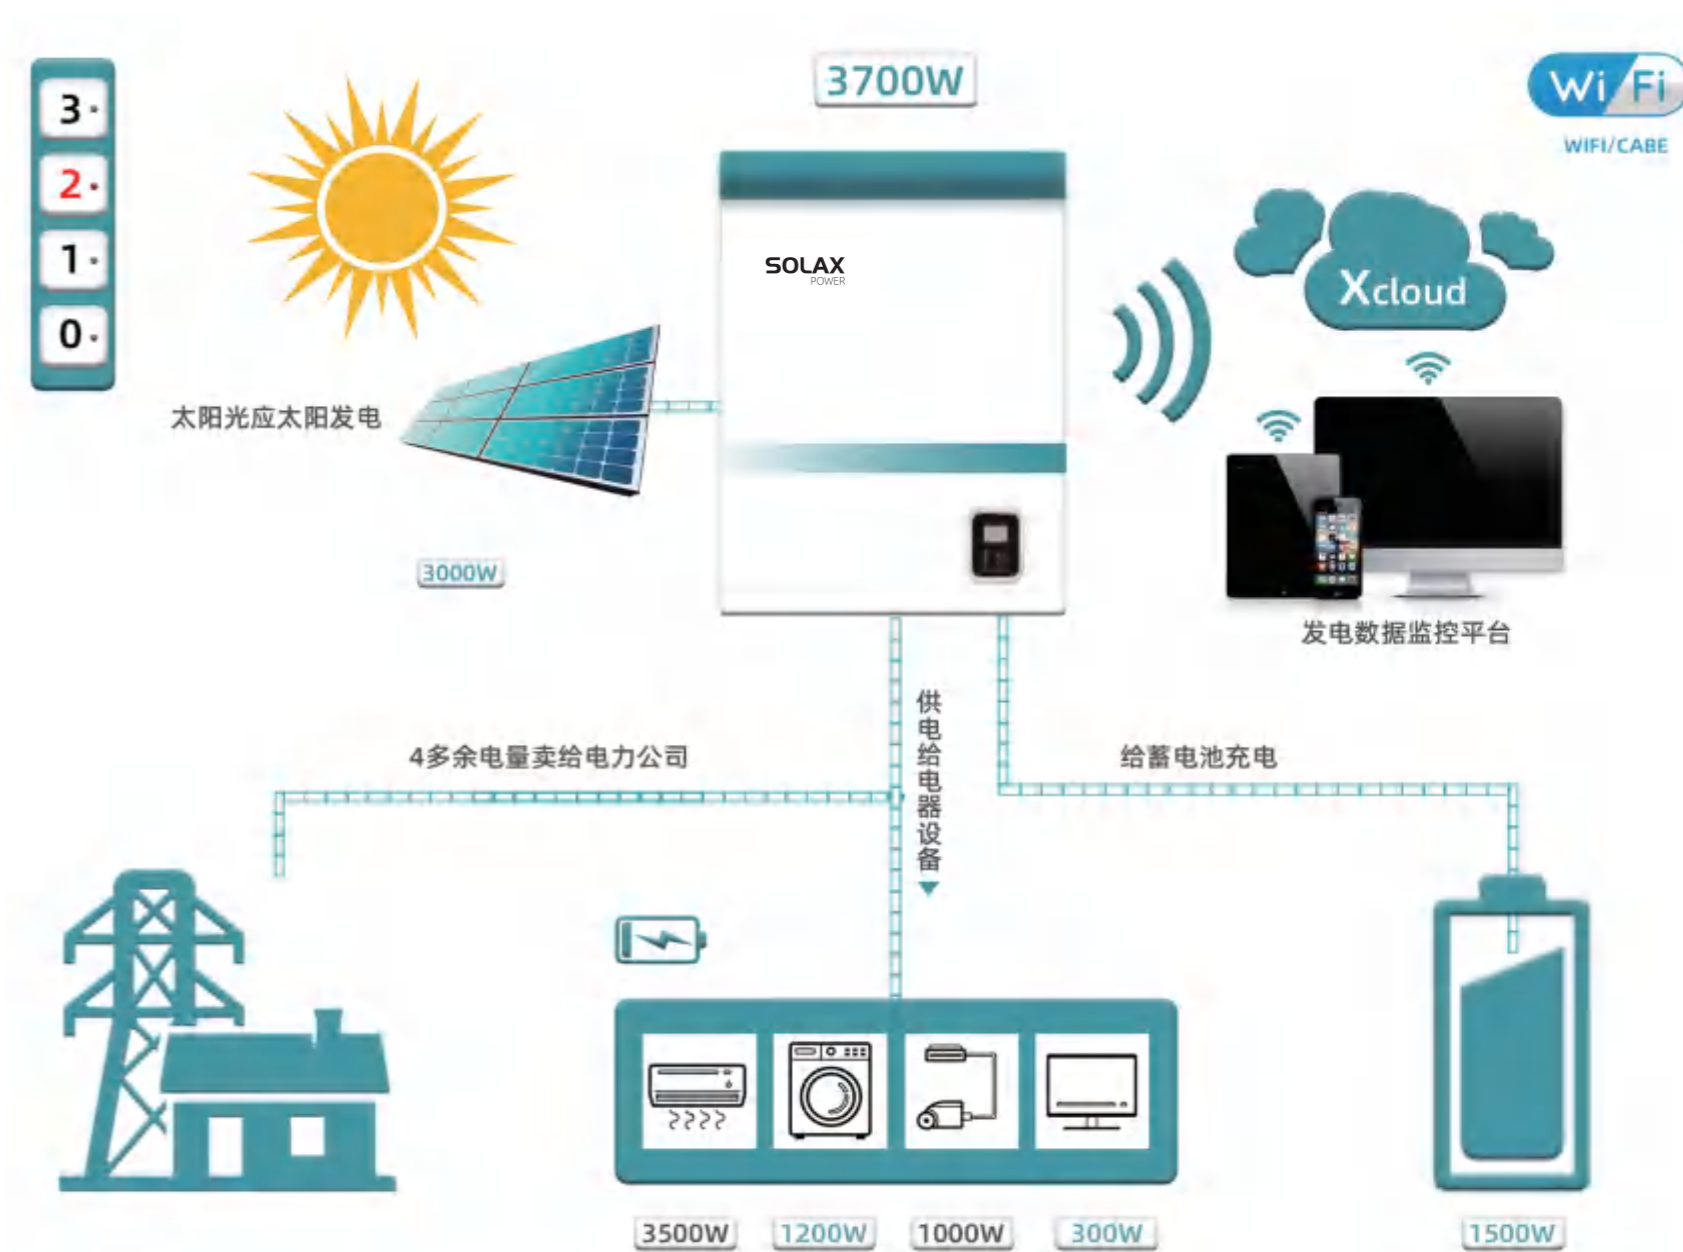 3
2
1
0
3700W
Wi Fi
WIFI/CABE
SOLAX
POWER
Xcloud
太阳光应太阳发电
3000W
发电数据监控平台
供电给电器设备
4多余电量卖给电力公司
给蓄电池充电
3500W
1200W
1000W
300W
1500W